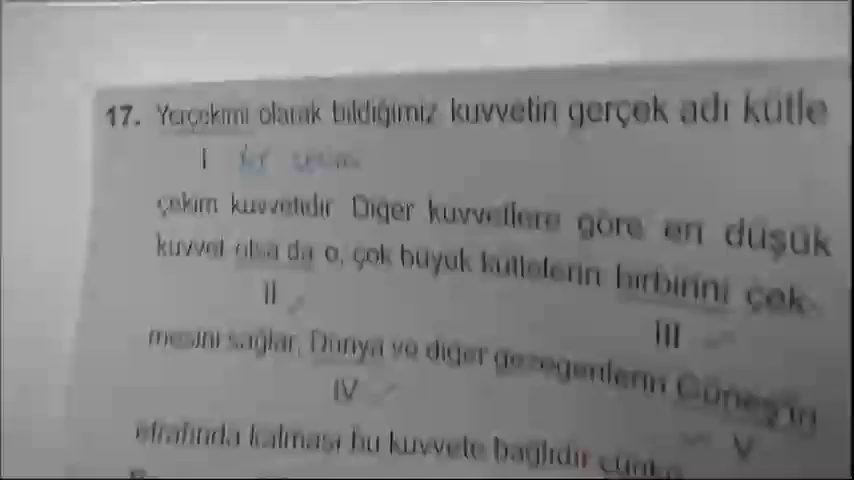 17. Yerçekimi olarak bildiğimiz kuvvetin gerçek adı kütle
I
çekim kuvvetidir. Diğer kuvvetlere göre en düşük
kuvvet olsa da o, çok büyük kütlelerin birbirini çek-
II III
mesini sağlar. Dünya ve diğer gezegenlerin Güneş'in
IV V
etrafında kalması bu kuvvete bağlıdır çünkü